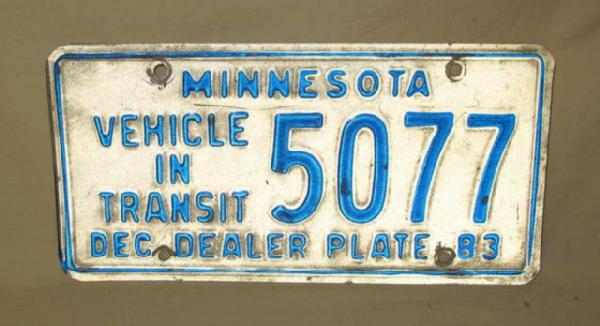 MINNESOTA
VEHICLE
IN
TRANSIT
5077
DEC. DEALER PLATE 83